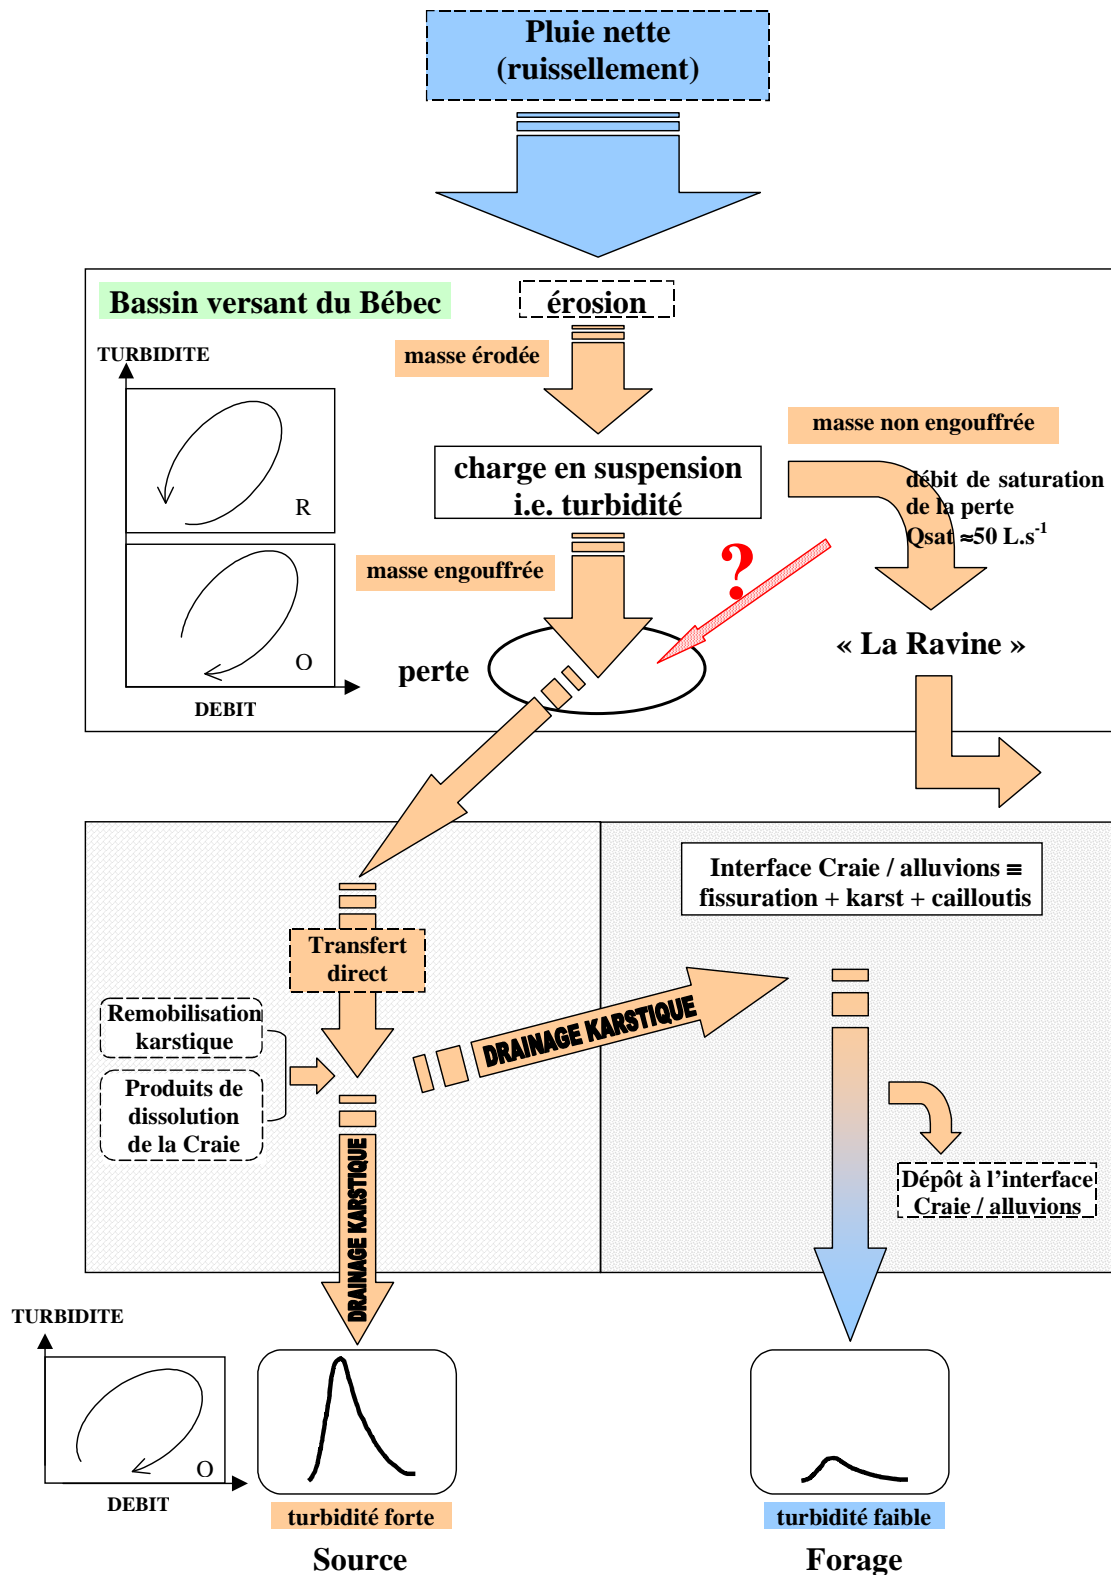 Pluie nette
(ruissellement)
Bassin versant du Bébec
érosion
TURBIDITE
masse érodée
R
charge en suspension
i.e. turbidité
masse non engouffrée
débit de saturation
de la perte
Qsat ≈50 L.s⁻¹
masse engouffrée
?
O
perte
« La Ravine »
DEBIT
Interface Craie / alluvions ≡
fissuration + karst + cailloutis
Transfert
direct
Remobilisation
karstique
DRAINAGE KARSTIQUE
Produits de
dissolution
de la Craie
DRAINAGE KARSTIQUE
Dépôt à l’interface
Craie / alluvions
TURBIDITE
O
DEBIT
turbidité forte
turbidité faible
Source
Forage